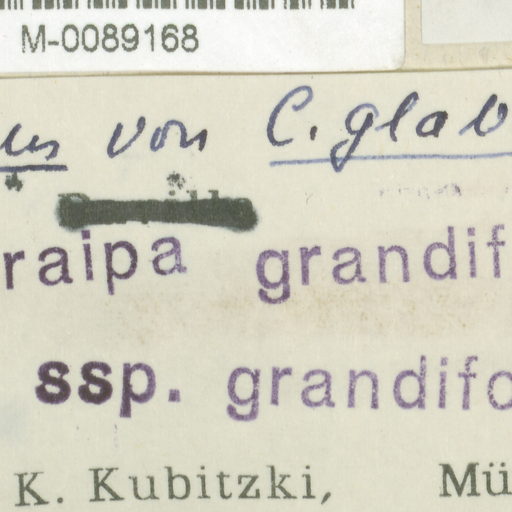 M-0089168
von C. glab
raipa grandif
ssp. grandifo
K. Kubitzki, Mü